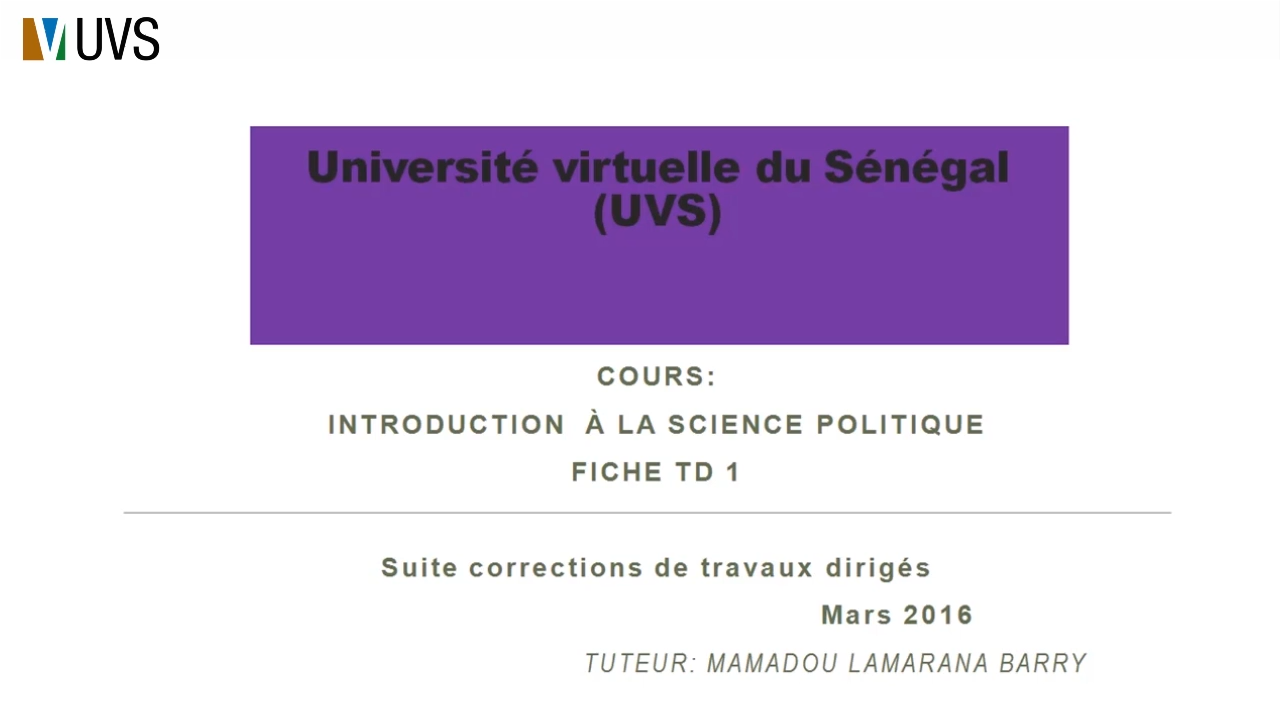 UVS
Université virtuelle du Sénégal
(UVS)
COURS:
INTRODUCTION À LA SCIENCE POLITIQUE
FICHE TD 1
Suite corrections de travaux dirigés
Mars 2016
TUTEUR: MAMADOU LAMARANA BARRY